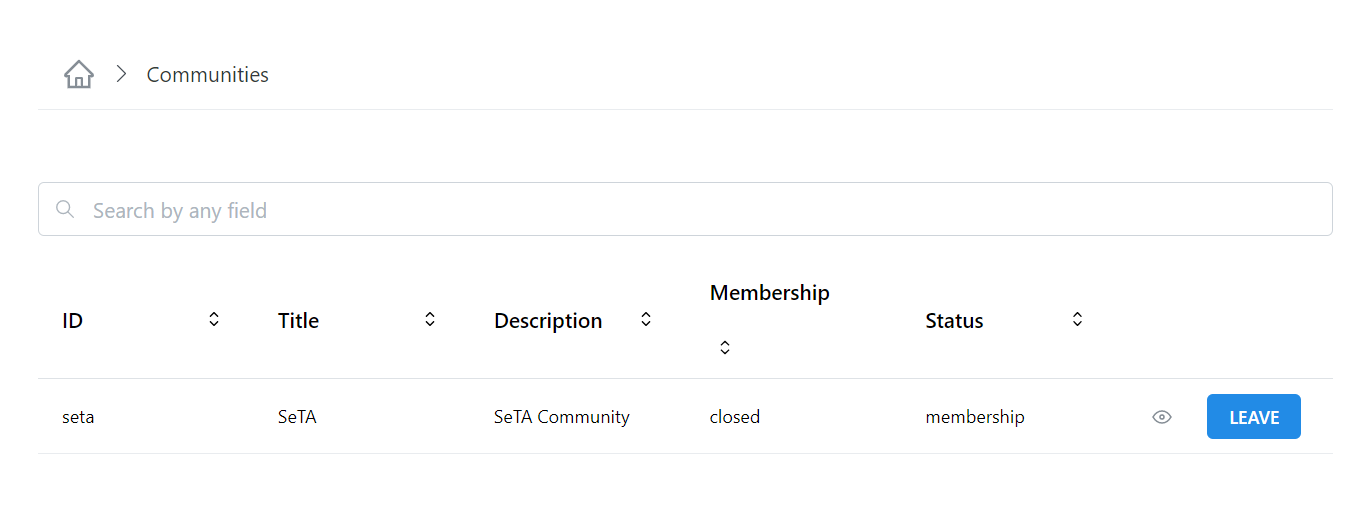 Communities
Search by any field
ID Title Description Membership Status
seta SeTA SeTA Community closed membership LEAVE